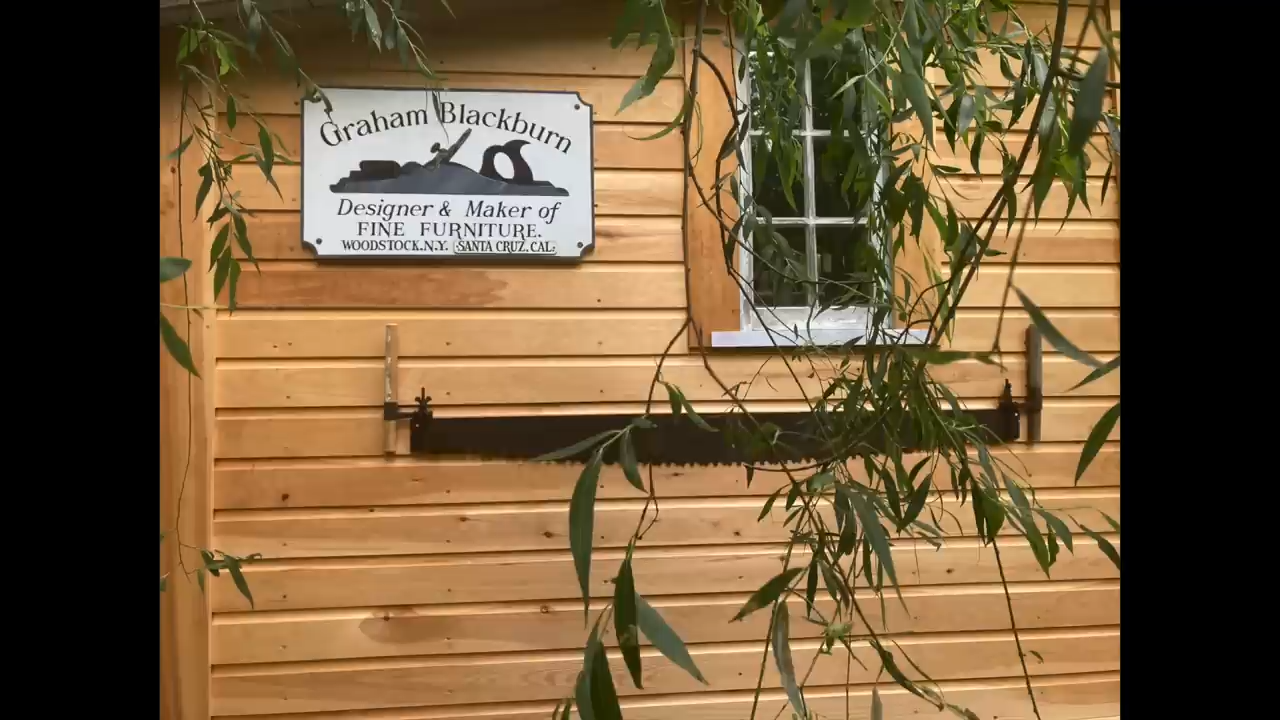 Graham Blackburn
Designer & Maker of
FINE FURNITURE.
WOODSTOCK.N.Y. SANTA CRUZ. CAL.